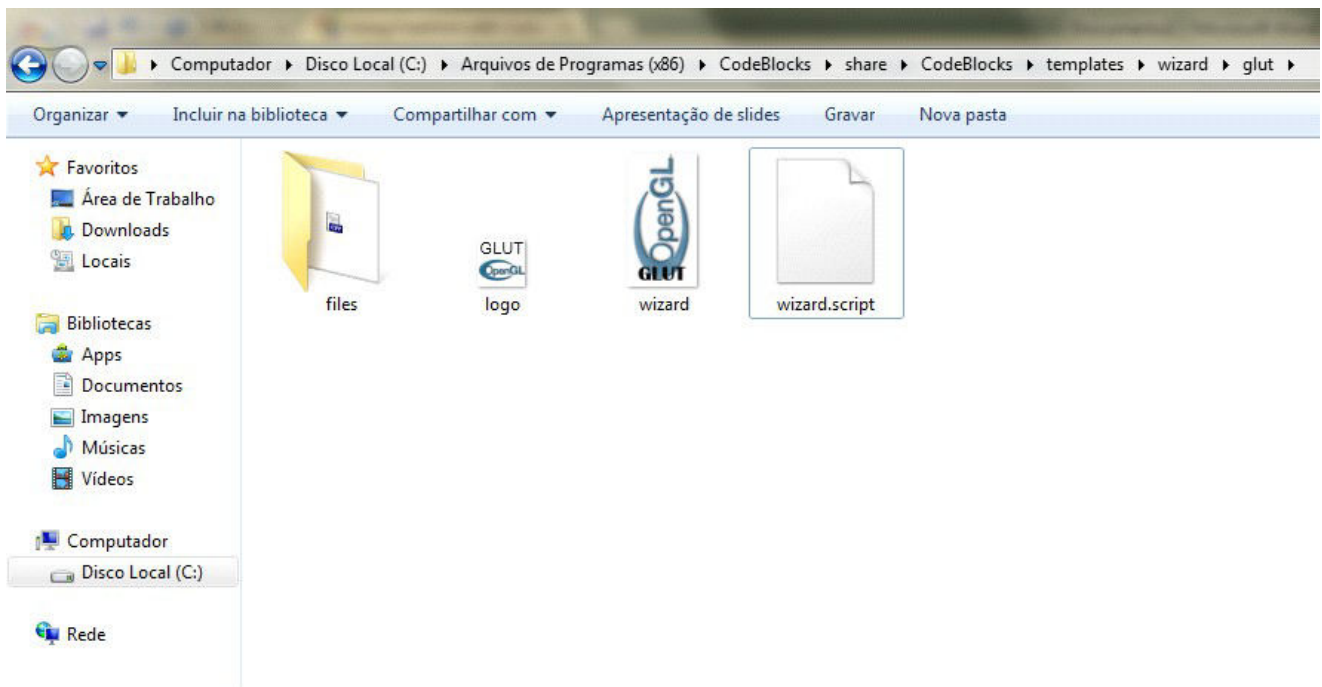 Computador Disco Local (C:) Arquivos de Programas (x86) CodeBlocks share CodeBlocks templates wizard glut
Organizar Incluir na biblioteca Compartilhar com Apresentação de slides Gravar Nova pasta
Favoritos
Área de Trabalho
Downloads
Locais
Bibliotecas
Apps
Documentos
Imagens
Músicas
Vídeos
Computador
Disco Local (C:)
Rede
files
GLUT
OpenGL
logo
OpenGL
GLUT
wizard
wizard.script